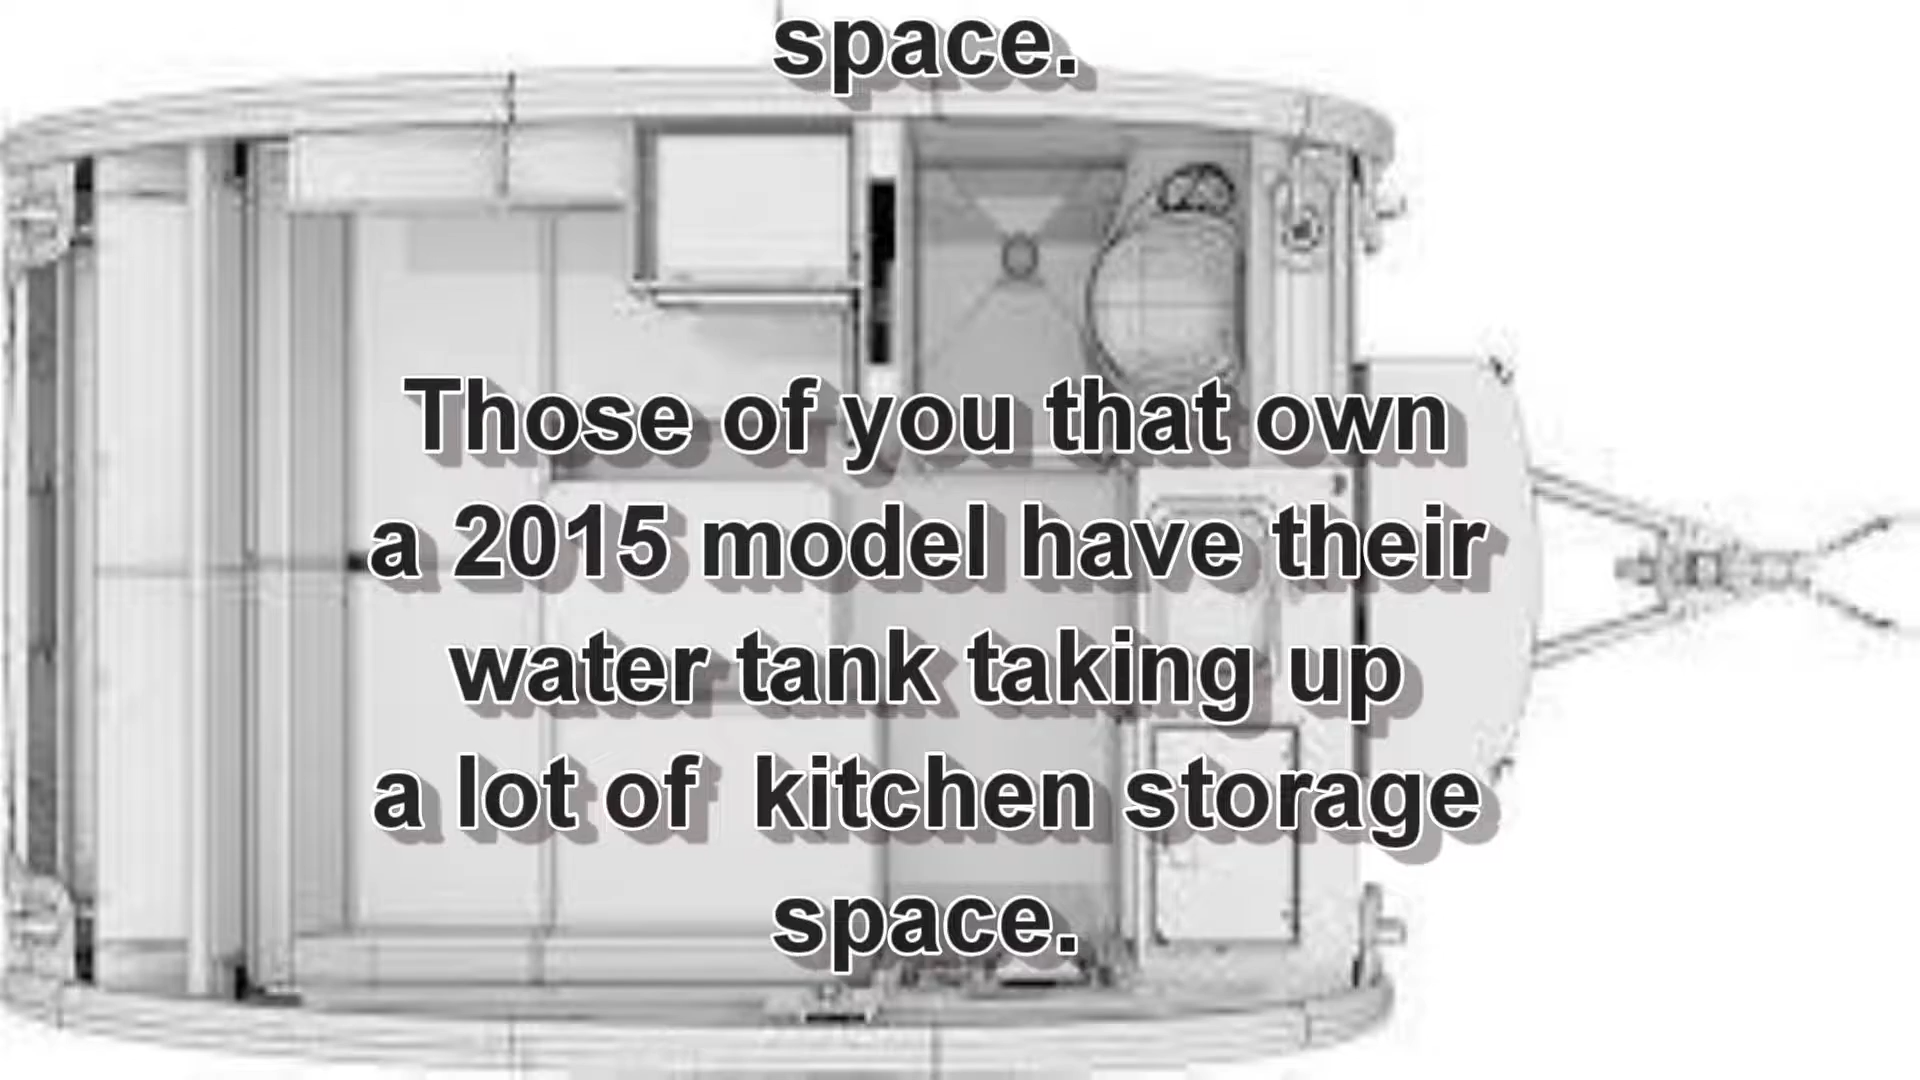 space.
Those of you that own
a 2015 model have their
water tank taking up
a lot of  kitchen storage
space.